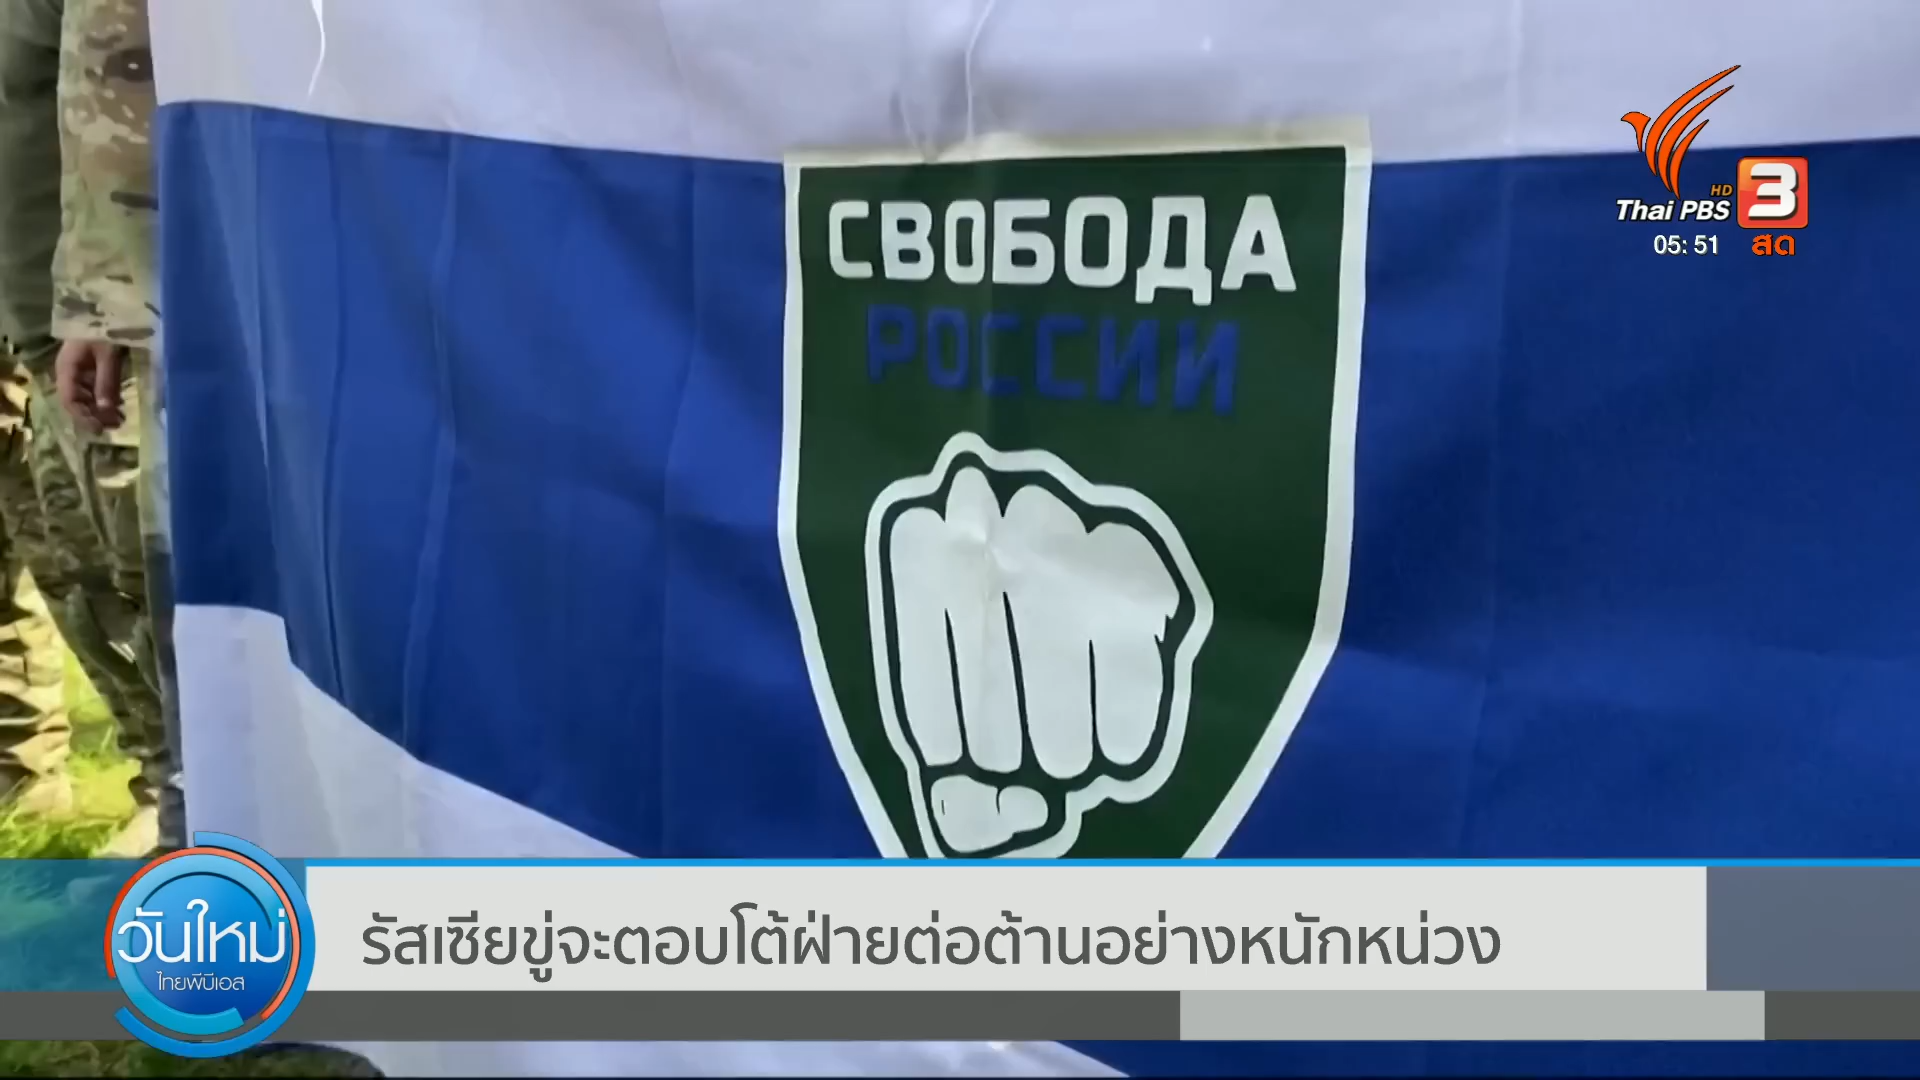 СВОБОДА
РОССИИ
HD
Thai PBS 3
05:51 สด
วันใหม่
ไทยพีบีเอส
รัสเซียขู่จะตอบโต้ฝ่ายต่อต้านอย่างหนักหน่วง